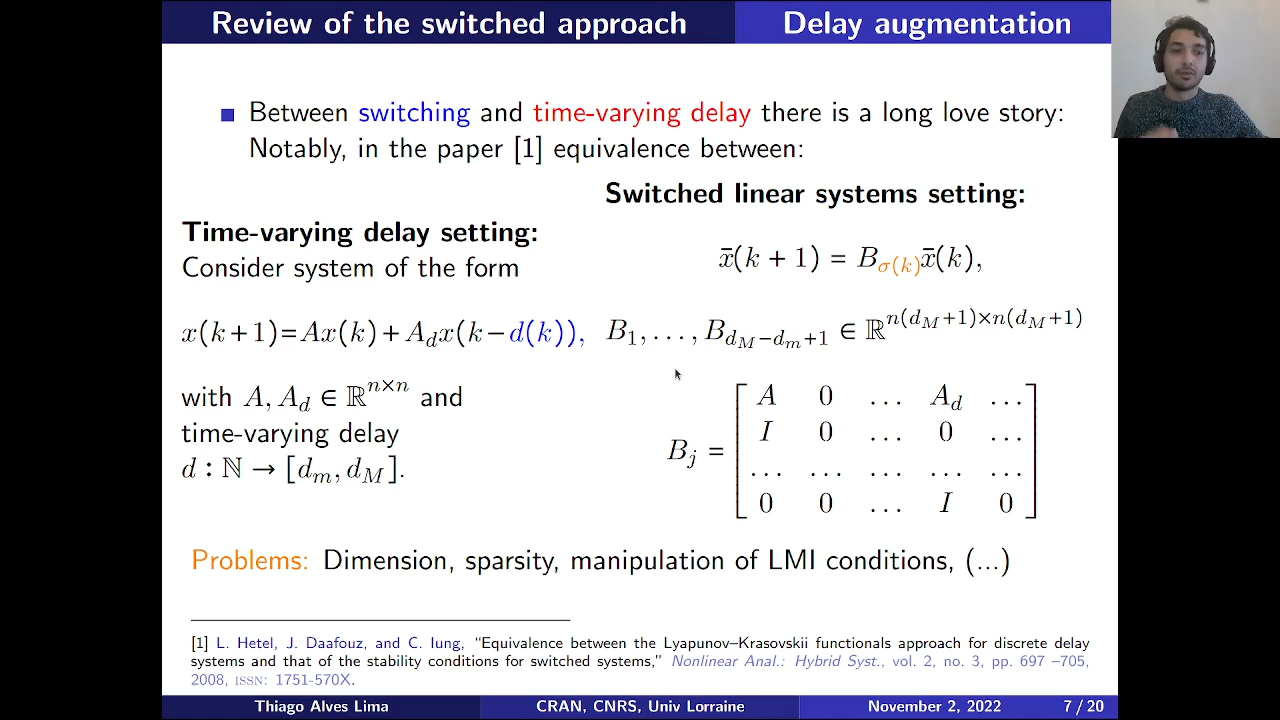 Review of the switched approach
Delay augmentation
Between switching and time-varying delay there is a long love story:
Notably, in the paper [1] equivalence between:
Time-varying delay setting:
Consider system of the form
x(k+1)=Ax(k)+A_d x(k−d(k)),
with A, A_d ∈ ℝ^{n×n} and
time-varying delay
d : ℕ → [d_m, d_M].
Switched linear systems setting:
x̄(k + 1) = B_{σ(k)}x̄(k),
B_1, . . . , B_{d_M−d_m+1} ∈ ℝ^{n(d_M+1)×n(d_M+1)}
B_j =
A 0 . . . A_d . . .
I 0 . . . 0 . . .
. . . . . . . . . . . . . . .
0 0 . . . I 0
Problems: Dimension, sparsity, manipulation of LMI conditions, (...)
[1] L. Hetel, J. Daafouz, and C. Iung, “Equivalence between the Lyapunov–Krasovskii functionals approach for discrete delay
systems and that of the stability conditions for switched systems,” Nonlinear Anal.: Hybrid Syst., vol. 2, no. 3, pp. 697 –705,
2008, ISSN: 1751-570X.
Thiago Alves Lima
CRAN, CNRS, Univ Lorraine
November 2, 2022
7 / 20